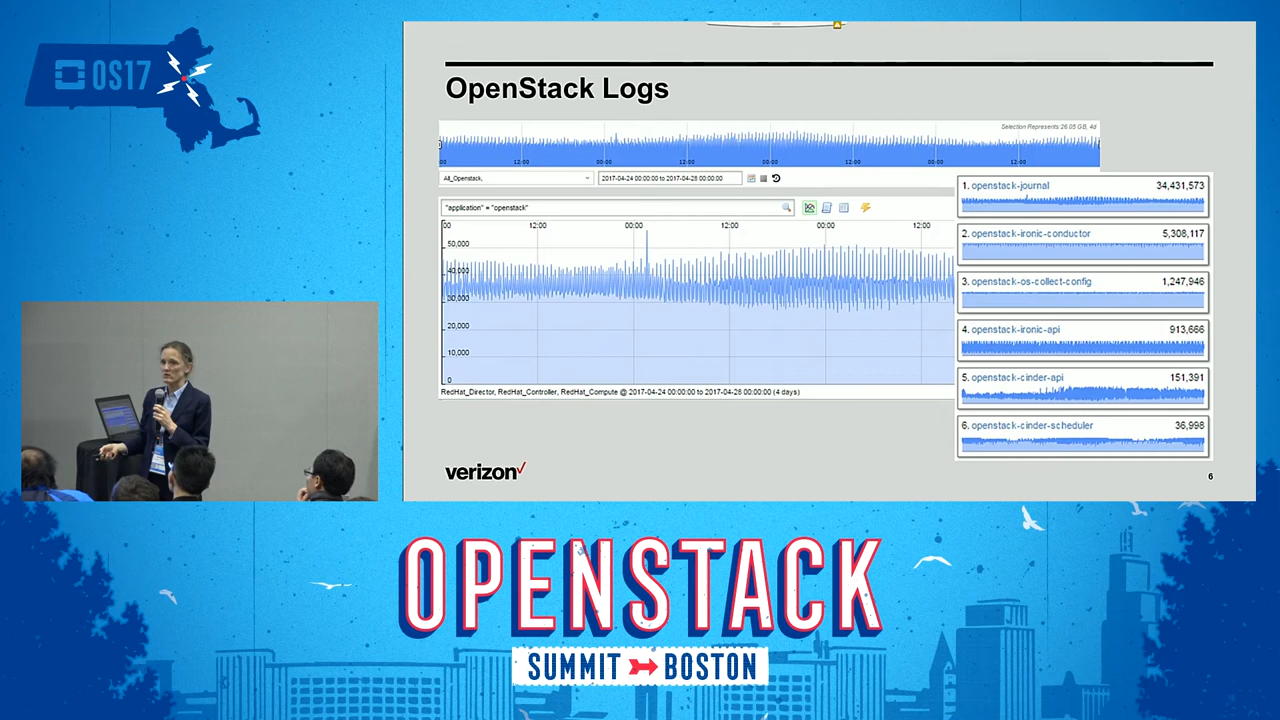 OS17
OpenStack Logs
Selection Represents 26.05 GB, 4d
00 12:00 00:00 12:00 00:00 12:00 00:00 12:00
All_Openstack,
2017-04-24 00:00:00 to 2017-04-28 00:00:00
"application" = "openstack"
00 12:00 00:00 12:00 00:00 12:00
50,000
40,000
30,000
20,000
10,000
0
RedHat_Director, RedHat_Controller, RedHat_Compute @ 2017-04-24 00:00:00 to 2017-04-28 00:00:00 (4 days)
1. openstack-journal 34,431,573
2. openstack-ironic-conductor 5,308,117
3. openstack-os-collect-config 1,247,946
4. openstack-ironic-api 913,666
5. openstack-cinder-api 151,391
6. openstack-cinder-scheduler 36,998
verizon
6
OPENSTACK
SUMMIT BOSTON